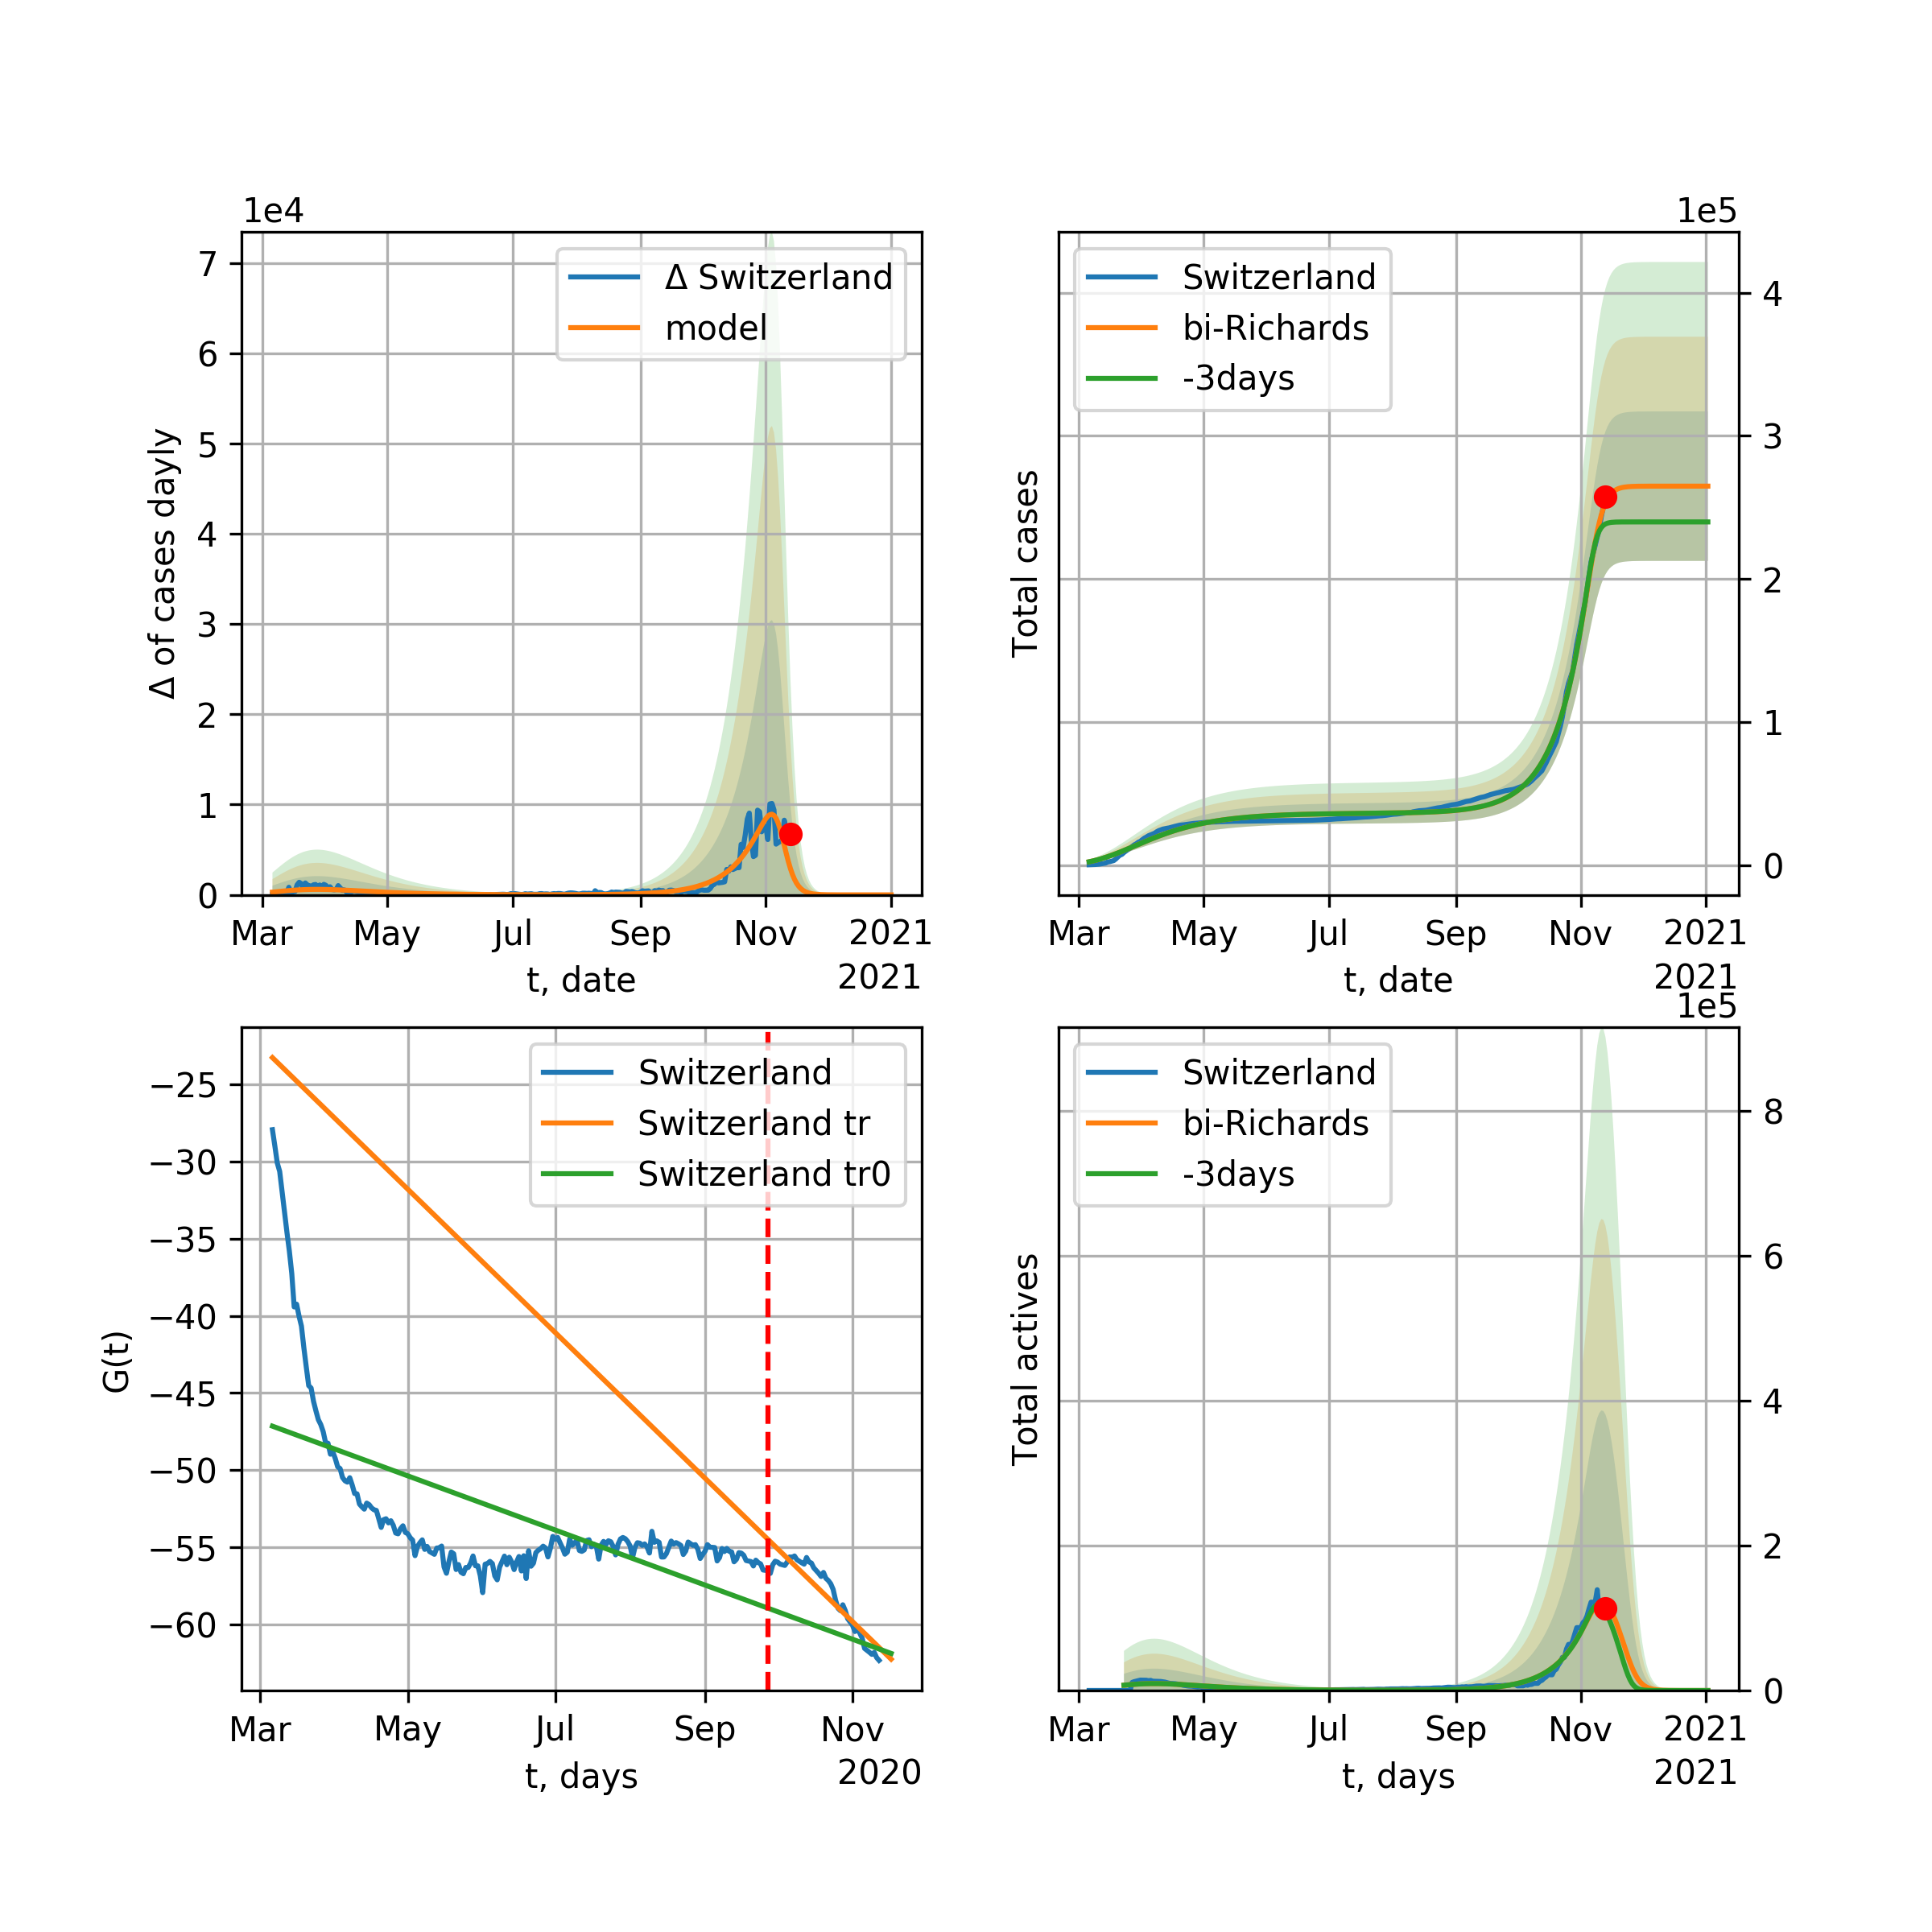 1e4
Δ of cases dayly
7
6
5
4
3
2
1
0
Δ Switzerland
model
Mar May Jul Sep Nov 2021
t, date 2021
1e5
Total cases
Switzerland
bi-Richards
-3days
4
3
2
1
0
Mar May Jul Sep Nov 2021
t, date 2021
G(t)
−25
−30
−35
−40
−45
−50
−55
−60
Switzerland
Switzerland tr
Switzerland tr0
Mar May Jul Sep Nov
t, days 2020
1e5
Total actives
Switzerland
bi-Richards
-3days
8
6
4
2
0
Mar May Jul Sep Nov 2021
t, days 2021